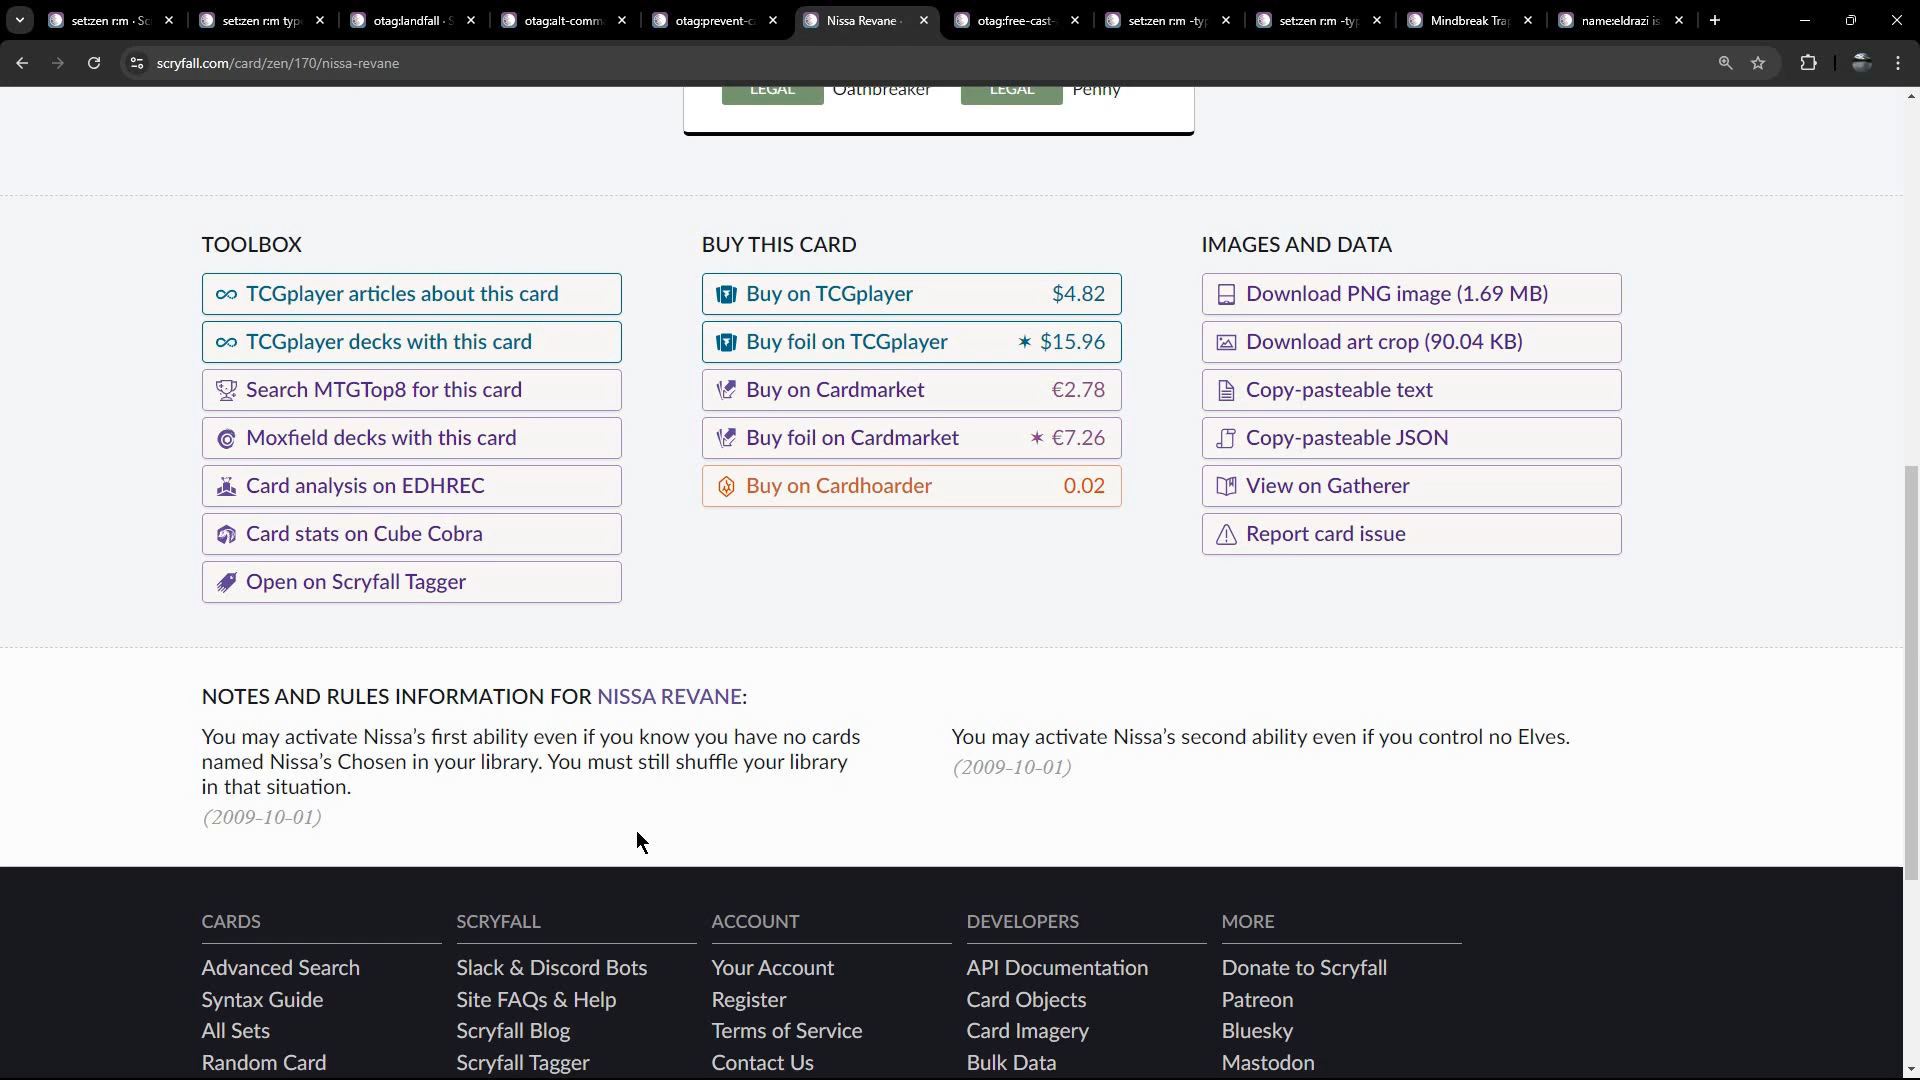 set:zen r:m · Sc
set:zen r:m typ
otag:landfall · S
otag:alt-comm
otag:prevent-c
Nissa Revane ·
otag:free-cast-
set:zen r:m -typ
set:zen r:m -typ
Mindbreak Tra
name:eldrazi is
scryfall.com/card/zen/170/nissa-revane
LEGAL Oathbreaker LEGAL Penny
TOOLBOX
TCGplayer articles about this card
TCGplayer decks with this card
Search MTGTop8 for this card
Moxfield decks with this card
Card analysis on EDHREC
Card stats on Cube Cobra
Open on Scryfall Tagger
BUY THIS CARD
Buy on TCGplayer $4.82
Buy foil on TCGplayer ✶ $15.96
Buy on Cardmarket €2.78
Buy foil on Cardmarket ✶ €7.26
Buy on Cardhoarder 0.02
IMAGES AND DATA
Download PNG image (1.69 MB)
Download art crop (90.04 KB)
Copy-pasteable text
Copy-pasteable JSON
View on Gatherer
Report card issue
NOTES AND RULES INFORMATION FOR NISSA REVANE:
You may activate Nissa’s first ability even if you know you have no cards
named Nissa’s Chosen in your library. You must still shuffle your library
in that situation.
(2009-10-01)
You may activate Nissa’s second ability even if you control no Elves.
(2009-10-01)
CARDS
Advanced Search
Syntax Guide
All Sets
Random Card
SCRYFALL
Slack & Discord Bots
Site FAQs & Help
Scryfall Blog
Scryfall Tagger
ACCOUNT
Your Account
Register
Terms of Service
Contact Us
DEVELOPERS
API Documentation
Card Objects
Card Imagery
Bulk Data
MORE
Donate to Scryfall
Patreon
Bluesky
Mastodon